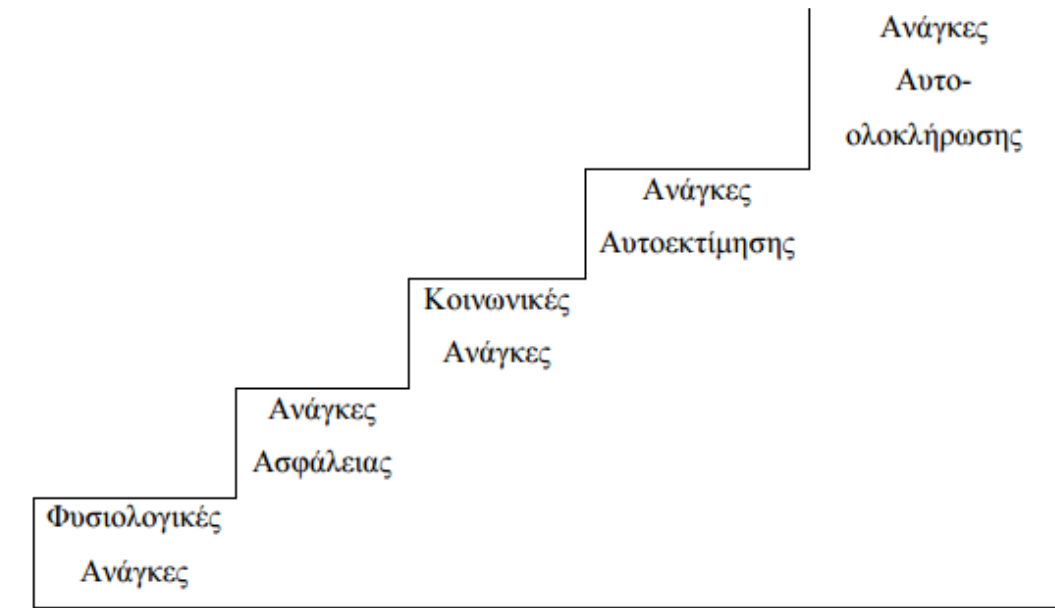 Ανάγκες
Αυτο-
ολοκλήρωσης
Ανάγκες
Αυτοεκτίμησης
Κοινωνικές
Ανάγκες
Ανάγκες
Ασφάλειας
Φυσιολογικές
Ανάγκες